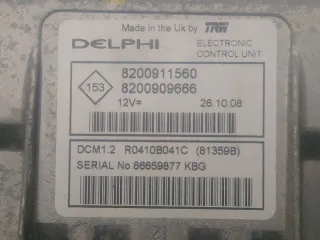 Made in the Uk by TRW
DELPHI ELECTRONIC
CONTROL UNIT
8200911560
153 8200909666
12V= 26.10.08
DCM1.2 R0410B041C (81359B)
SERIAL No 86659877 KBG